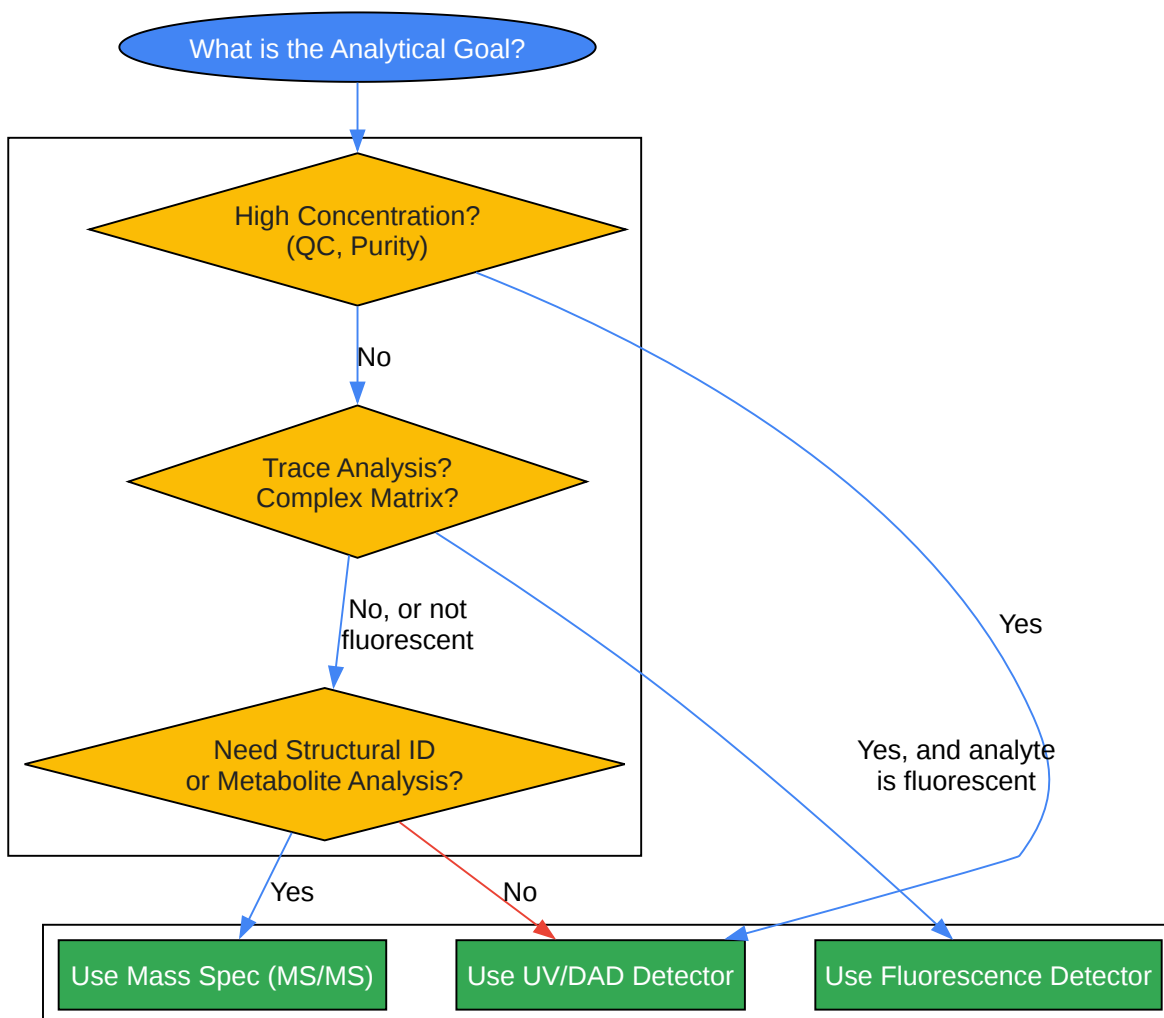 What is the Analytical Goal?
High Concentration?
(QC, Purity)
No
Trace Analysis?
Complex Matrix?
No, or not
fluorescent
Yes
Need Structural ID
or Metabolite Analysis?
Yes, and analyte
is fluorescent
Yes
No
Use Mass Spec (MS/MS)
Use UV/DAD Detector
Use Fluorescence Detector